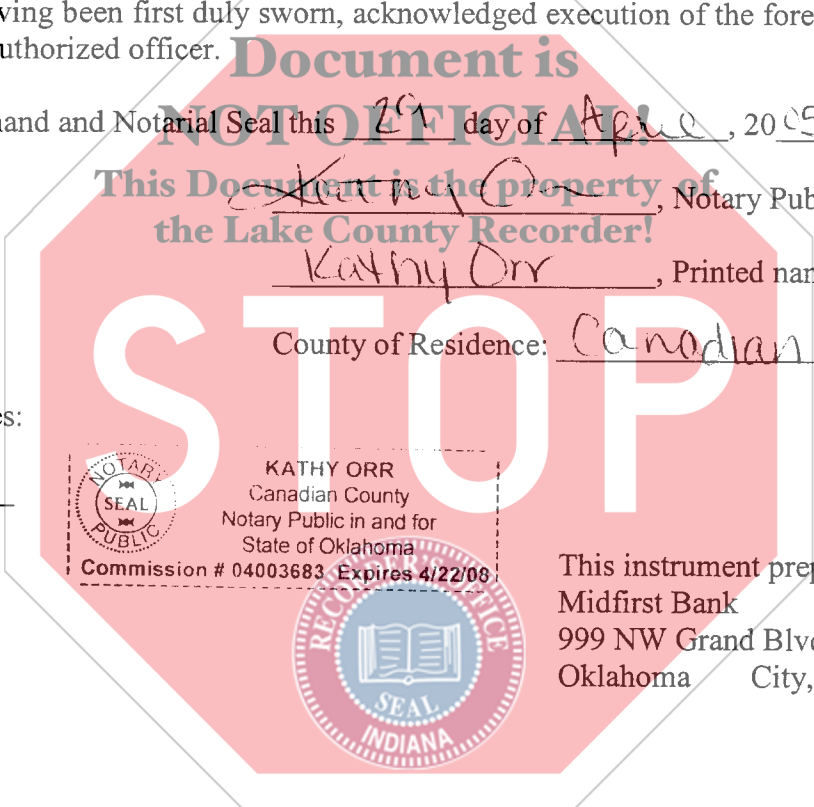 ving been first duly sworn, acknowledged execution of the fore
uthorized officer.
Document is
NOT OFFICIAL!
This Document is the property of
the Lake County Recorder!
and and Notarial Seal this 29 day of April, 2005
Kathy Orr, Notary Pub
Kathy Orr, Printed nam
County of Residence: Canadian
es:
STOP
NOTARY
SEAL
PUBLIC
KATHY ORR
Canadian County
Notary Public in and for
State of Oklahoma
Commission # 04003683 Expires 4/22/08
RECORDER'S OFFICE
SEAL
INDIANA
This instrument prep
Midfirst Bank
999 NW Grand Blvd
Oklahoma City,